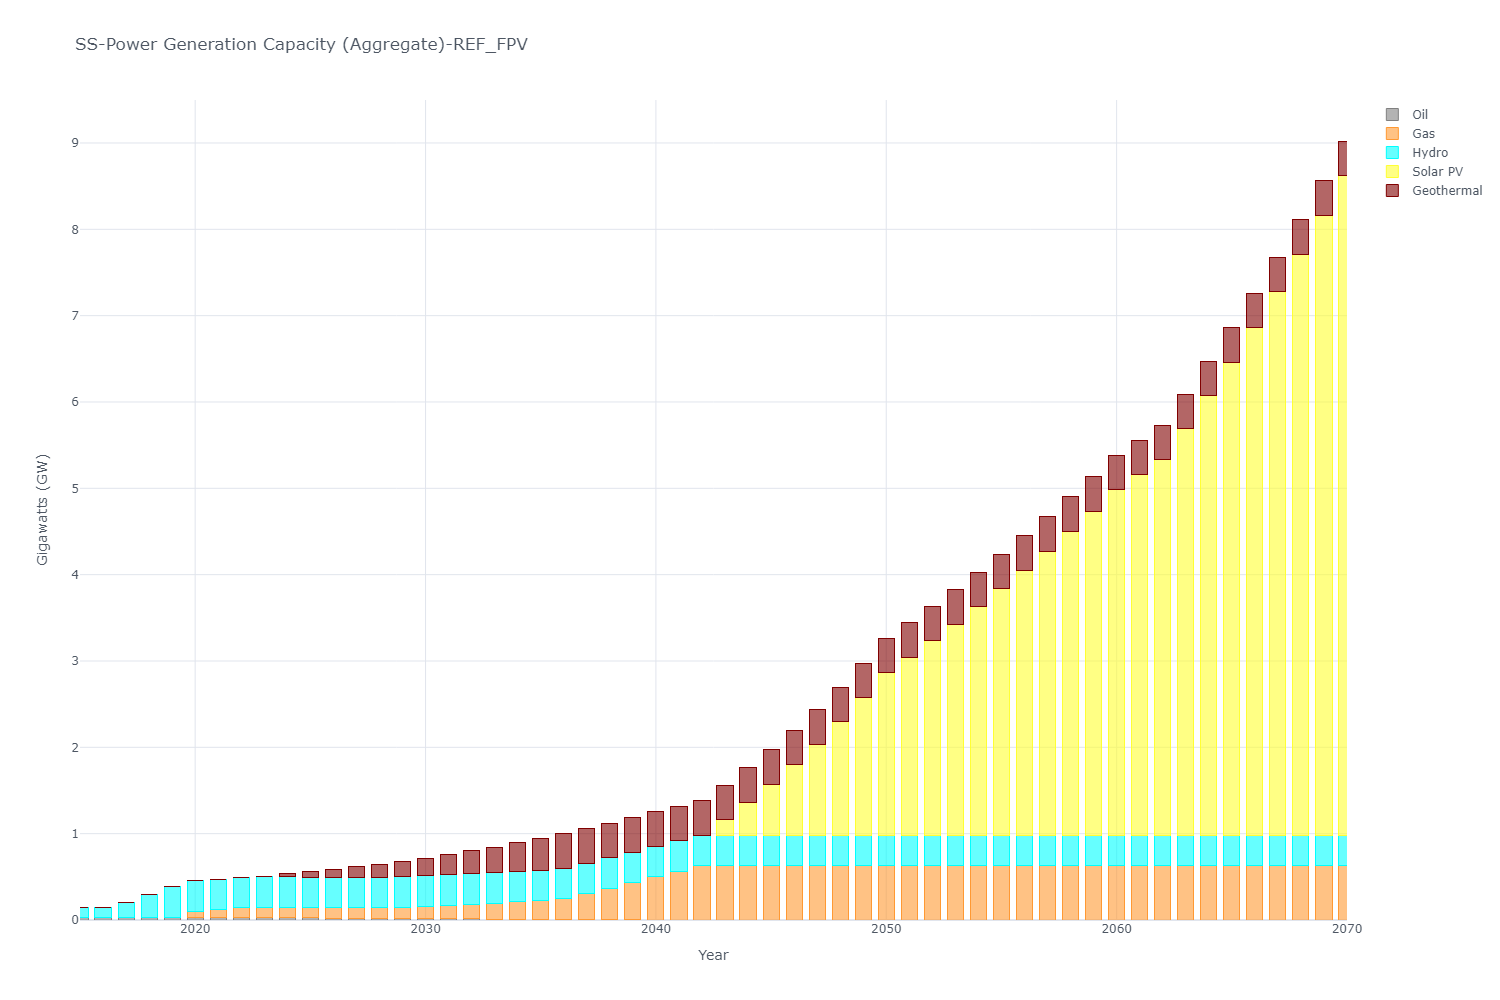 SS-Power Generation Capacity (Aggregate)-REF_FPV
Oil
Gas
Hydro
Solar PV
Geothermal
9
8
7
6
5
4
3
2
1
0
Gigawatts (GW)
2020
2030
2040
2050
2060
2070
Year